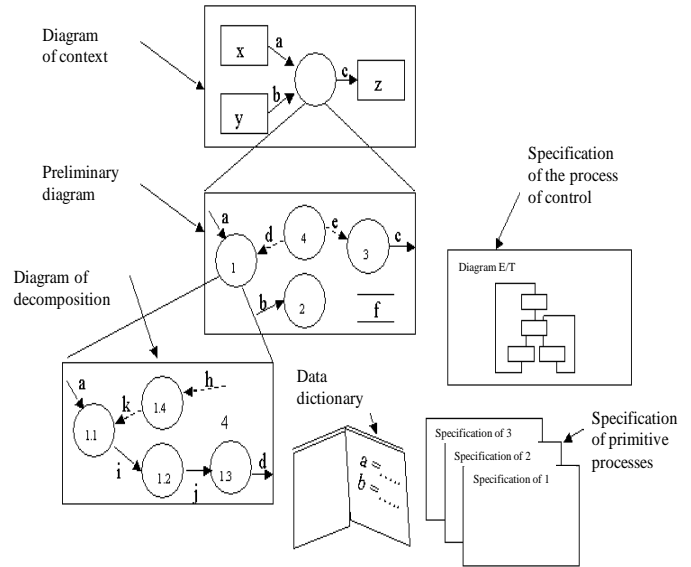 Diagram
of context
x
a
y
b
c
z
Preliminary
diagram
a
1
d
4
e
3
c
b
2
f
Specification
of the process
of control
Diagram E/T
Diagram of
decomposition
a
1.1
k
1.4
h
4
i
1.2
j
1.3
d
Data
dictionary
a = .....
b = .....
Specification of 3
Specification of 2
Specification of 1
Specification
of primitive
processes